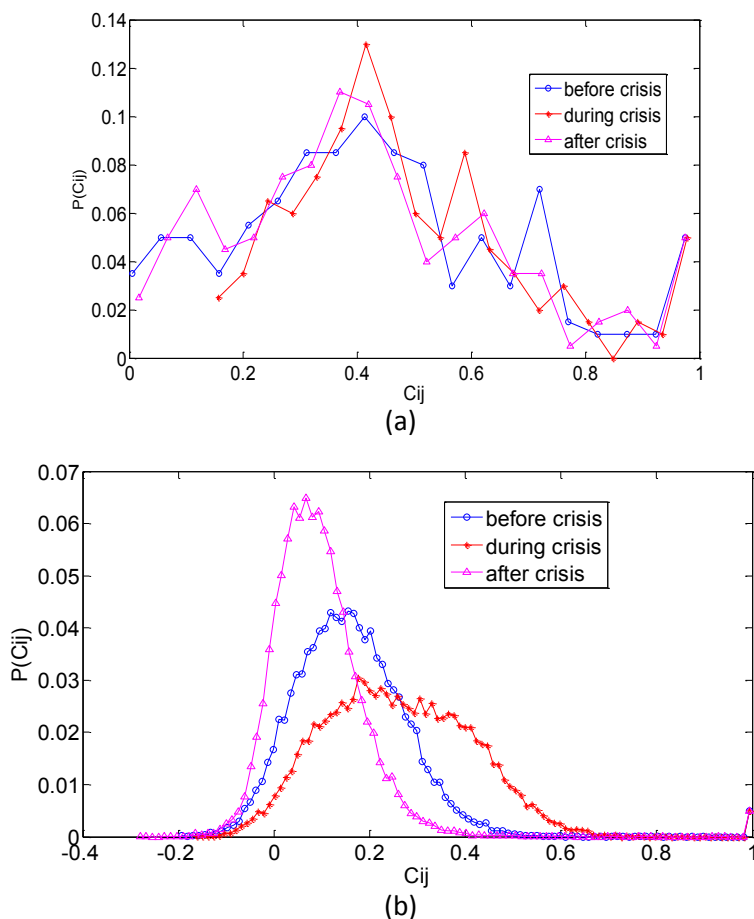 0.14
0.12
0.1
0.08
0.06
0.04
0.02
0
P(Cij)
before crisis
during crisis
after crisis
0 0.2 0.4 0.6 0.8 1
Cij
(a)
0.07
0.06
0.05
0.04
0.03
0.02
0.01
0
P(Cij)
before crisis
during crisis
after crisis
-0.4 -0.2 0 0.2 0.4 0.6 0.8 1
Cij
(b)